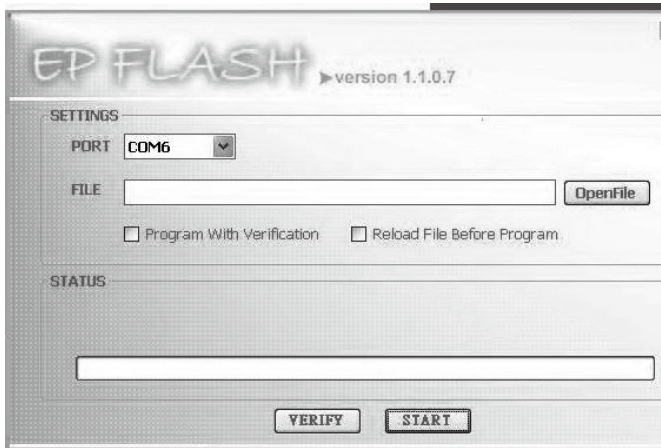 EP FLASH version 1.1.0.7
SETTINGS
PORT COM6
FILE OpenFile
Program With Verification Reload File Before Program
STATUS
VERIFY START